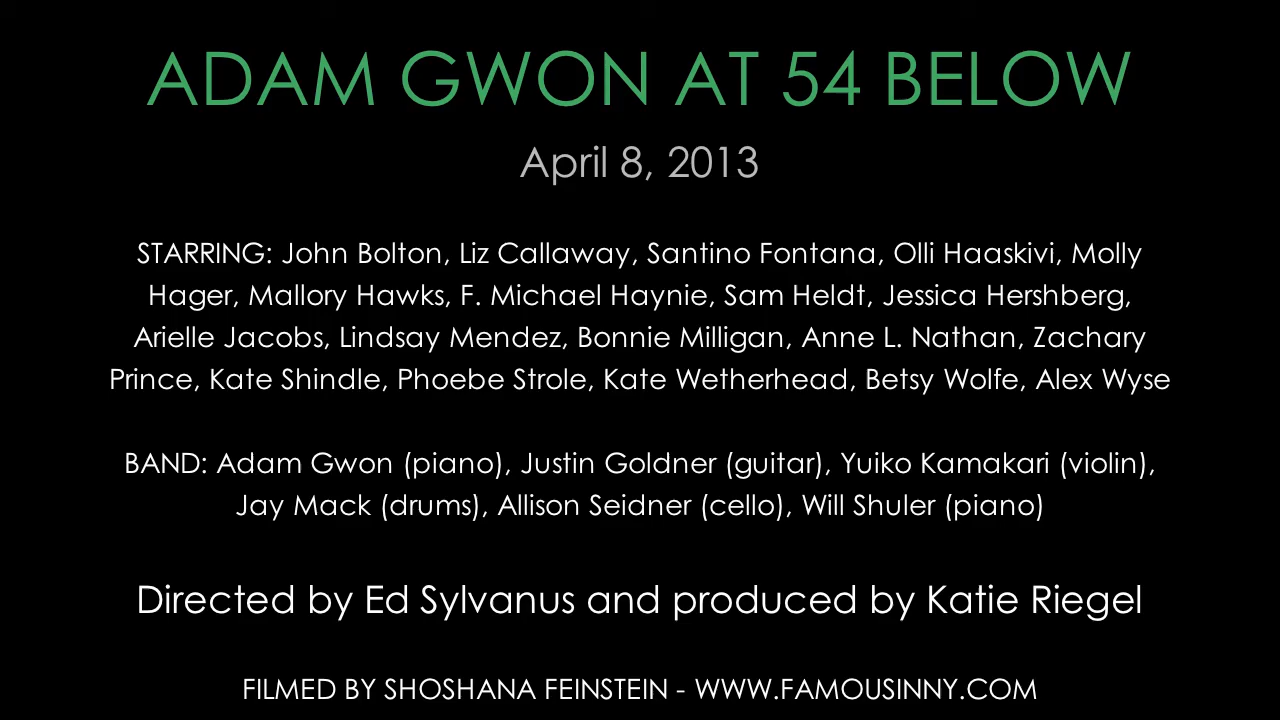 ADAM GWON AT 54 BELOW
April 8, 2013
STARRING: John Bolton, Liz Callaway, Santino Fontana, Olli Haaskivi, Molly
Hager, Mallory Hawks, F. Michael Haynie, Sam Heldt, Jessica Hershberg,
Arielle Jacobs, Lindsay Mendez, Bonnie Milligan, Anne L. Nathan, Zachary
Prince, Kate Shindle, Phoebe Strole, Kate Wetherhead, Betsy Wolfe, Alex Wyse
BAND: Adam Gwon (piano), Justin Goldner (guitar), Yuiko Kamakari (violin),
Jay Mack (drums), Allison Seidner (cello), Will Shuler (piano)
Directed by Ed Sylvanus and produced by Katie Riegel
FILMED BY SHOSHANA FEINSTEIN - WWW.FAMOUSINNY.COM